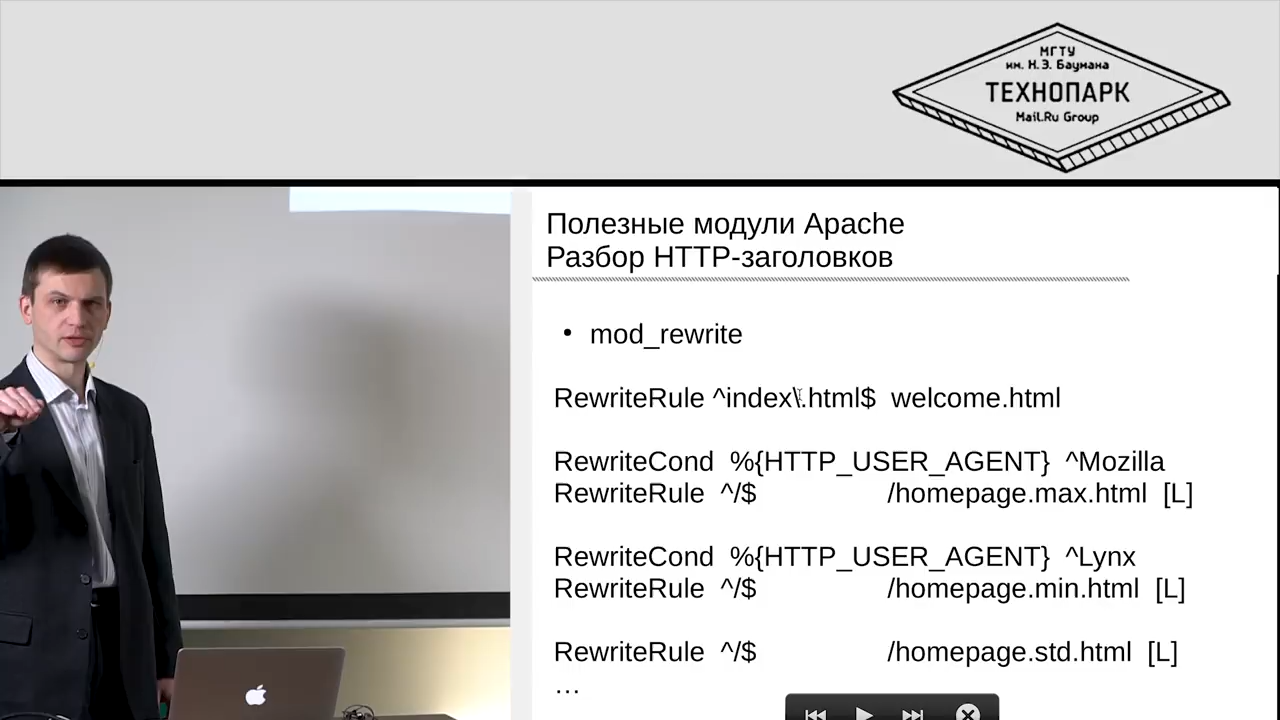 МГТУ
им. Н.Э. Баумана
ТЕХНОПАРК
Mail.Ru Group
Полезные модули Apache
Разбор HTTP-заголовков
• mod_rewrite
RewriteRule ^index\.html$ welcome.html
RewriteCond %{HTTP_USER_AGENT} ^Mozilla
RewriteRule ^/$ /homepage.max.html [L]
RewriteCond %{HTTP_USER_AGENT} ^Lynx
RewriteRule ^/$ /homepage.min.html [L]
RewriteRule ^/$ /homepage.std.html [L]
…